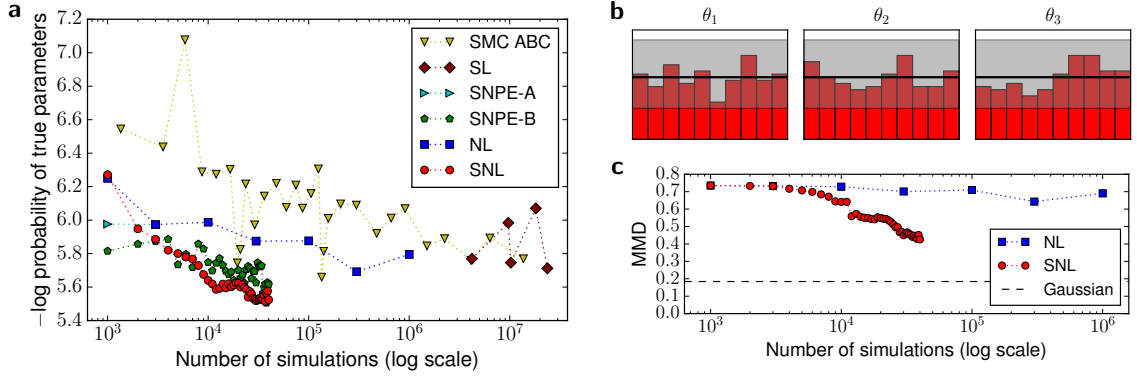 a
−log probability of true parameters
7.2
7.0
6.8
6.6
6.4
6.2
6.0
5.8
5.6
5.4
SMC ABC
SL
SNPE-A
SNPE-B
NL
SNL
10³
10⁴
10⁵
10⁶
10⁷
Number of simulations (log scale)
b
θ₁
θ₂
θ₃
c
MMD
0.8
0.7
0.6
0.5
0.4
0.3
0.2
0.1
0.0
NL
SNL
Gaussian
10³
10⁴
10⁵
10⁶
Number of simulations (log scale)